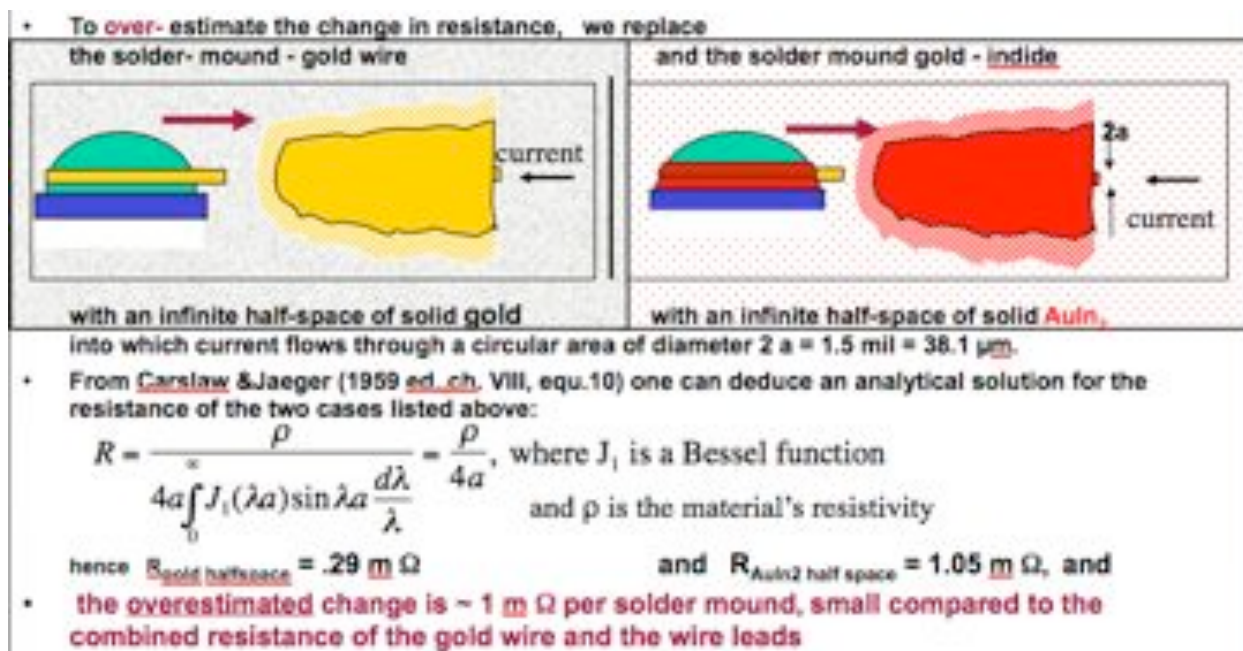 • To over- estimate the change in resistance, we replace
the solder- mound - gold wire
and the solder mound gold - indide
current
2a
current
with an infinite half-space of solid gold
with an infinite half-space of solid AuIn₂
into which current flows through a circular area of diameter 2 a = 1.5 mil = 38.1 µm.
• From Carslaw &Jaeger (1959 ed. ch. VIII, equ.10) one can deduce an analytical solution for the
resistance of the two cases listed above:
R = ρ / (4a ∫₀^∞ J₁(λa) sin λa dλ/λ) = ρ/4a, where J₁ is a Bessel function
and ρ is the material's resistivity
hence R gold halfspace = .29 m Ω and R AuIn2 half space = 1.05 m Ω, and
• the overestimated change is ~ 1 m Ω per solder mound, small compared to the
combined resistance of the gold wire and the wire leads